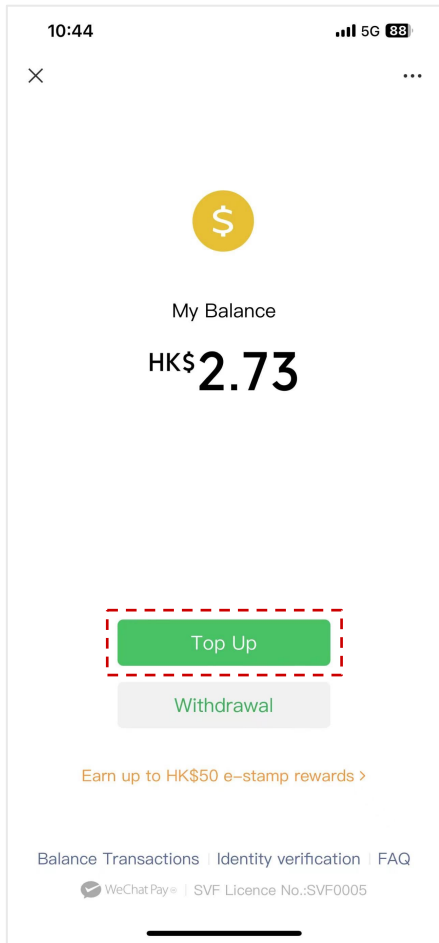 10:44 5G 88
$
My Balance
HK$2.73
Top Up
Withdrawal
Earn up to HK$50 e-stamp rewards >
Balance Transactions | Identity verification | FAQ
WeChat Pay® | SVF Licence No.:SVF0005